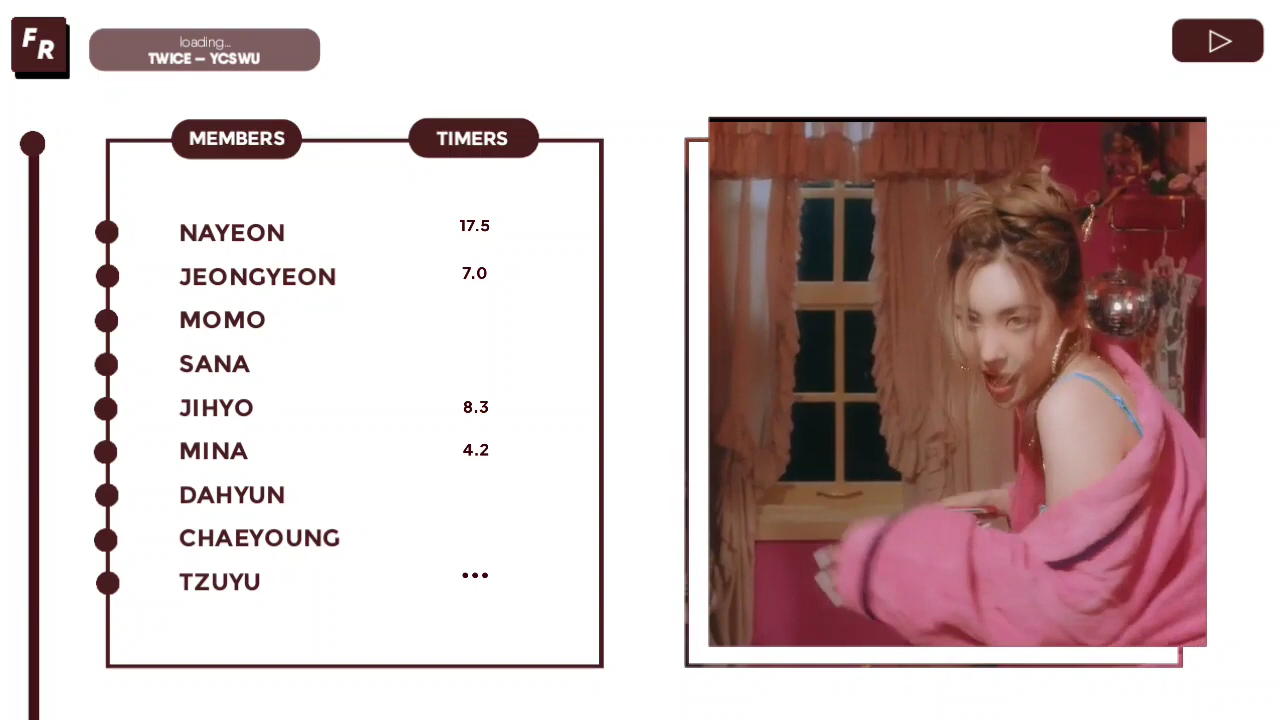 FR
loading...
TWICE – YCSWU
MEMBERS TIMERS
NAYEON 17.5
JEONGYEON 7.0
MOMO
SANA
JIHYO 8.3
MINA 4.2
DAHYUN
CHAEYOUNG
TZUYU •••